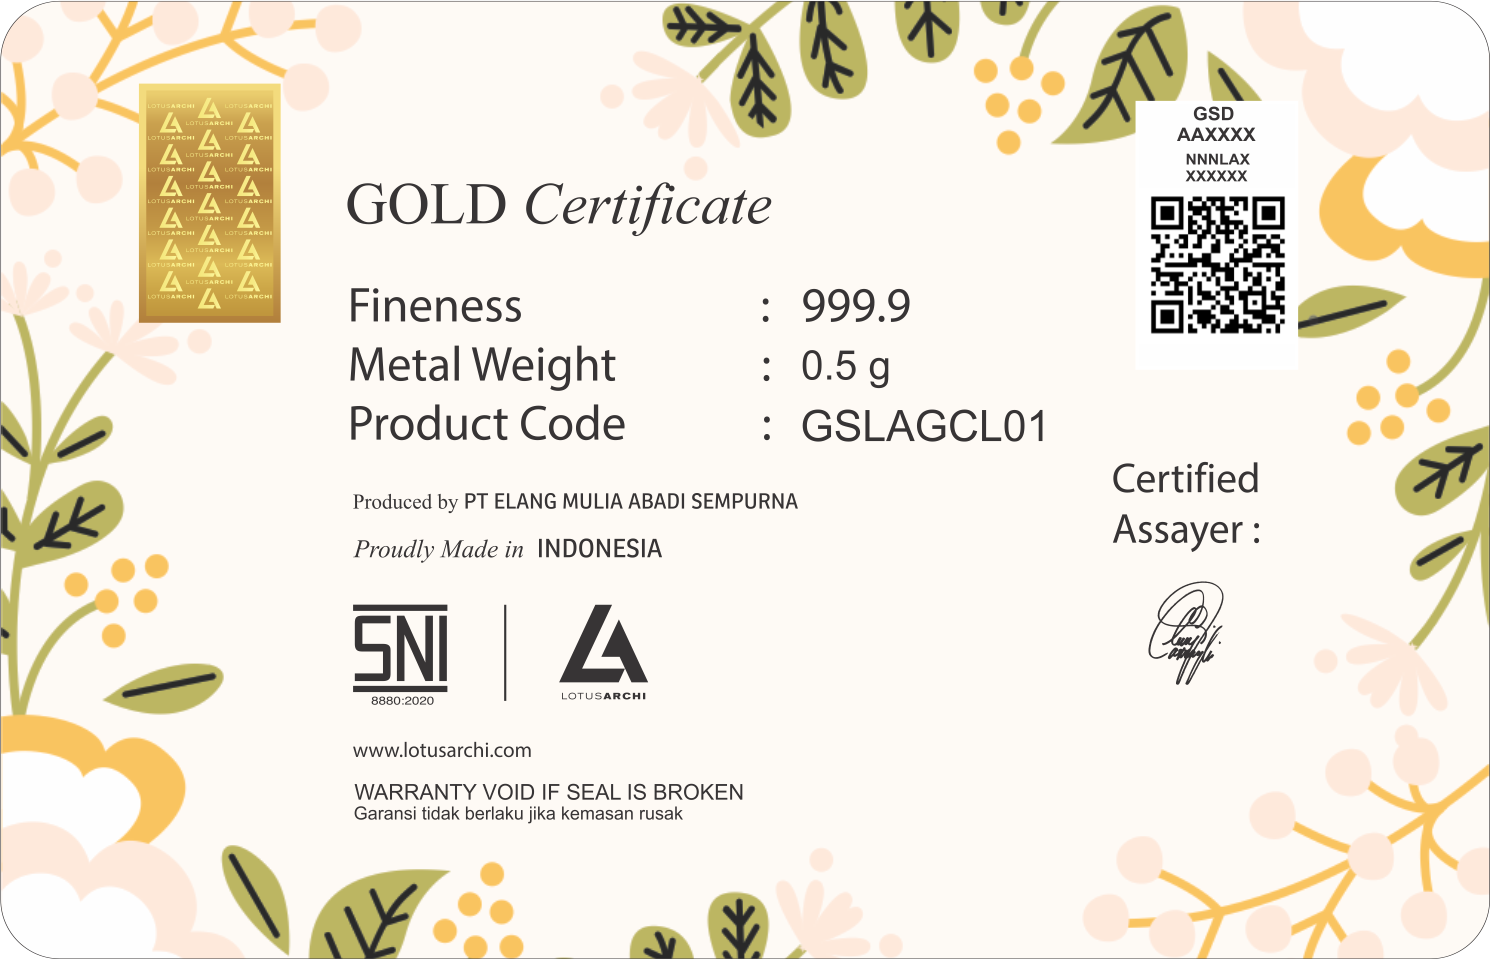 GSD
AAXXXX
NNNLAX
XXXXXX
GOLD Certificate
Fineness : 999.9
Metal Weight : 0.5 g
Product Code : GSLAGCL01
Certified
Assayer :
Produced by PT ELANG MULIA ABADI SEMPURNA
Proudly Made in INDONESIA
SNI
8880:2020
LOTUSARCHI
www.lotusarchi.com
WARRANTY VOID IF SEAL IS BROKEN
Garansi tidak berlaku jika kemasan rusak